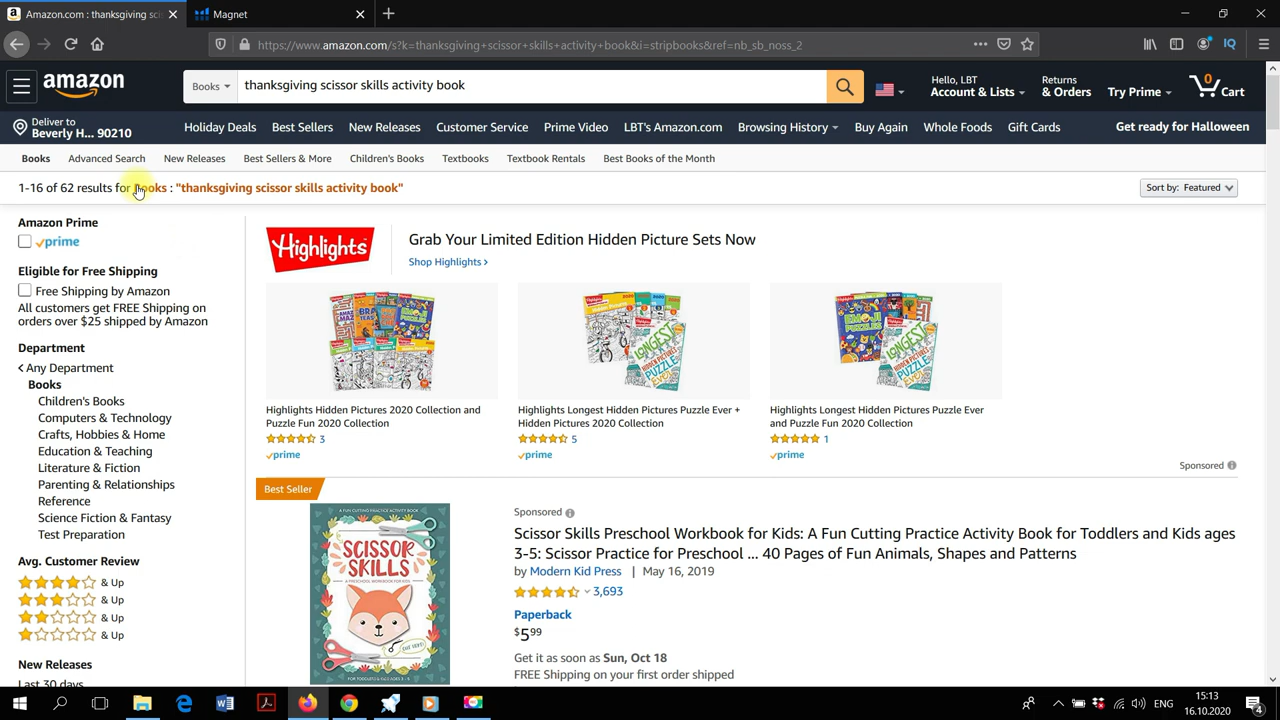 Amazon.com : thanksgiving sci
Magnet
https://www.amazon.com/s?k=thanksgiving+scissor+skills+activity+book&i=stripbooks&ref=nb_sb_noss_2
IQ
amazon
Books
thanksgiving scissor skills activity book
Hello, LBT
Account & Lists
Returns
& Orders
Try Prime
0
Cart
Deliver to
Beverly H... 90210
Holiday Deals
Best Sellers
New Releases
Customer Service
Prime Video
LBT's Amazon.com
Browsing History
Buy Again
Whole Foods
Gift Cards
Get ready for Halloween
Books
Advanced Search
New Releases
Best Sellers & More
Children's Books
Textbooks
Textbook Rentals
Best Books of the Month
1-16 of 62 results for Books : "thanksgiving scissor skills activity book"
Sort by: Featured
Amazon Prime
prime
Eligible for Free Shipping
Free Shipping by Amazon
All customers get FREE Shipping on
orders over $25 shipped by Amazon
Department
Any Department
Books
Children's Books
Computers & Technology
Crafts, Hobbies & Home
Education & Teaching
Literature & Fiction
Parenting & Relationships
Reference
Science Fiction & Fantasy
Test Preparation
Avg. Customer Review
& Up
& Up
& Up
& Up
New Releases
Last 30 days
Highlights
Grab Your Limited Edition Hidden Picture Sets Now
Shop Highlights
Highlights Hidden Pictures 2020 Collection and
Puzzle Fun 2020 Collection
3
prime
Highlights Longest Hidden Pictures Puzzle Ever +
Hidden Pictures 2020 Collection
5
prime
Highlights Longest Hidden Pictures Puzzle Ever
and Puzzle Fun 2020 Collection
1
prime
Sponsored
Best Seller
A FUN CUTTING PRACTICE ACTIVITY BOOK
SCISSOR
SKILLS
A PRESCHOOL WORKBOOK FOR KIDS
Sponsored
Scissor Skills Preschool Workbook for Kids: A Fun Cutting Practice Activity Book for Toddlers and Kids ages
3-5: Scissor Practice for Preschool ... 40 Pages of Fun Animals, Shapes and Patterns
by Modern Kid Press | May 16, 2019
3,693
Paperback
$5.99
Get it as soon as Sun, Oct 18
FREE Shipping on your first order shipped
ENG
15:13
16.10.2020
4